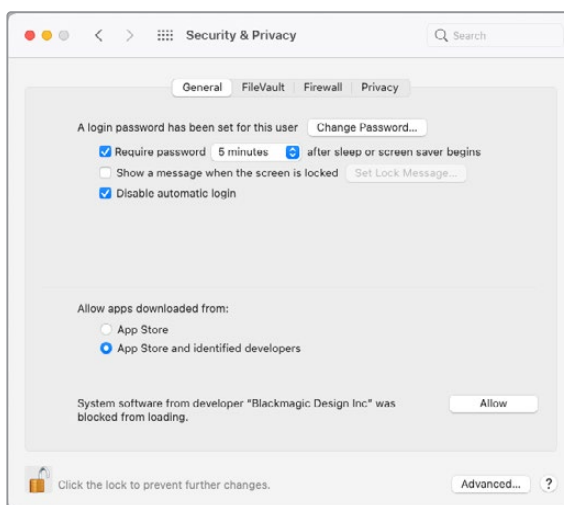 Security & Privacy
Search
General FileVault Firewall Privacy
A login password has been set for this user Change Password...
Require password 5 minutes after sleep or screen saver begins
Show a message when the screen is locked Set Lock Message...
Disable automatic login
Allow apps downloaded from:
App Store
App Store and identified developers
System software from developer "Blackmagic Design Inc" was Allow
blocked from loading.
Click the lock to prevent further changes. Advanced... ?